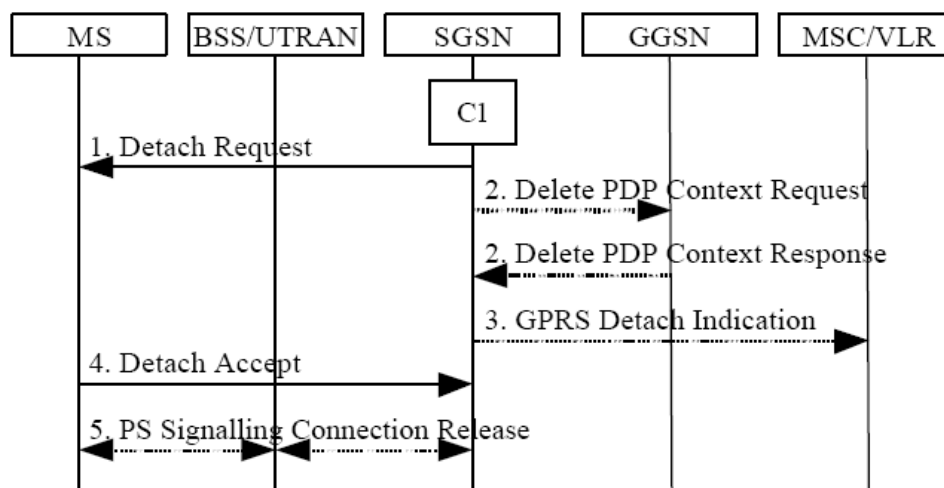 MS
BSS/UTRAN
SGSN
GGSN
MSC/VLR
C1
1. Detach Request
2. Delete PDP Context Request
2. Delete PDP Context Response
3. GPRS Detach Indication
4. Detach Accept
5. PS Signalling Connection Release